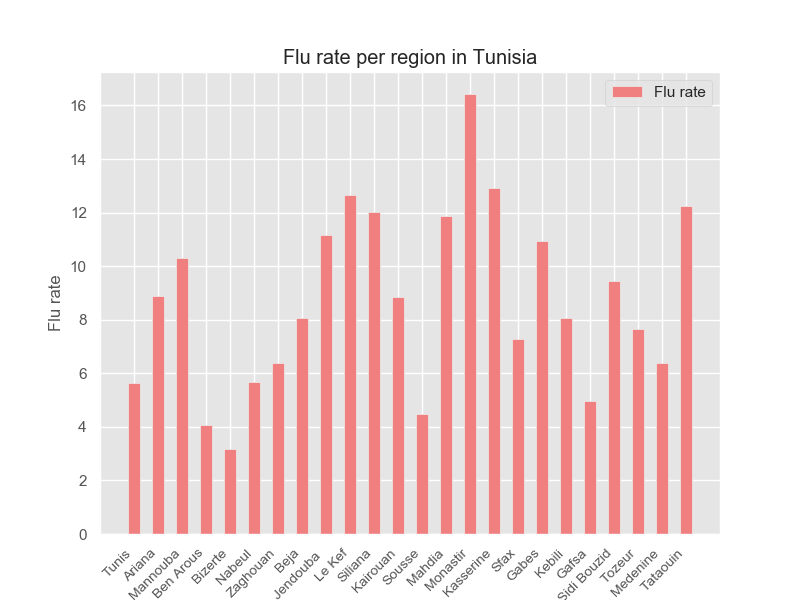 Flu rate per region in Tunisia
Flu rate
Flu rate
16
14
12
10
8
6
4
2
0
Tunis
Ariana
Mannouba
Ben Arous
Bizerte
Nabeul
Zaghouan
Beja
Jendouba
Le Kef
Siliana
Kairouan
Sousse
Mahdia
Monastir
Kasserine
Sfax
Gabes
Kebili
Gafsa
Sidi Bouzid
Tozeur
Medenine
Tataouin